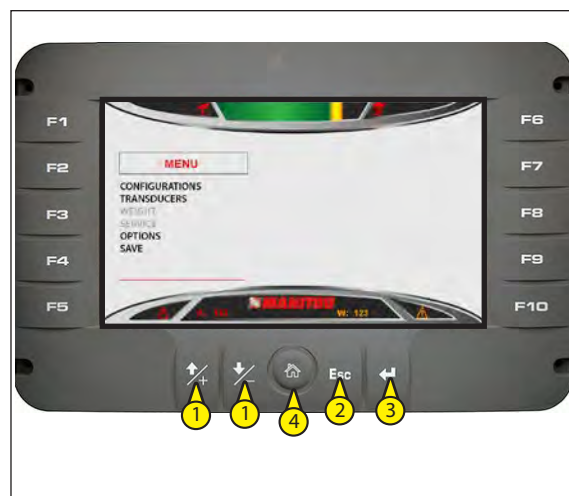 F1
F6
F2
MENU
F7
CONFIGURATIONS
TRANSDUCERS
F3
WEIGHT
F8
SERVICE
OPTIONS
SAVE
F4
F9
F5
MANITOU
W: 123
F10
+
−
Esc
1
1
4
2
3